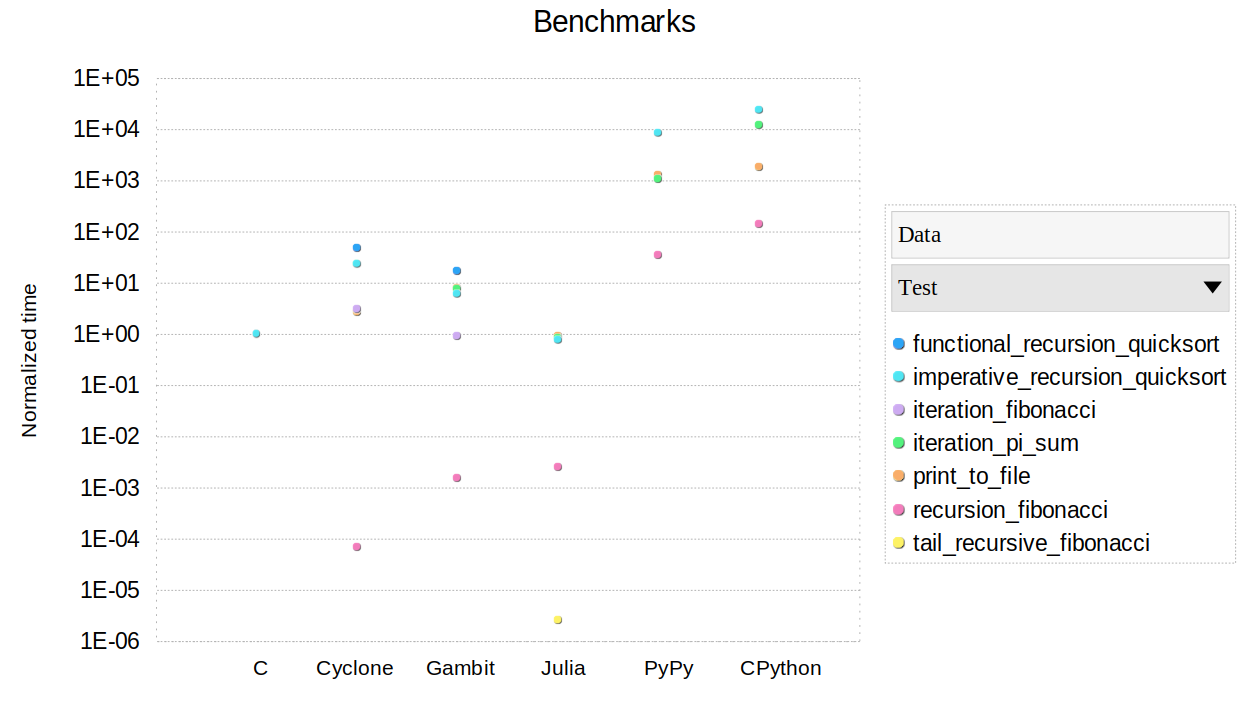 Benchmarks
1E+05
1E+04
1E+03
1E+02
1E+01
1E+00
1E-01
1E-02
1E-03
1E-04
1E-05
1E-06
Normalized time
C Cyclone Gambit Julia PyPy CPython
Data
Test
functional_recursion_quicksort
imperative_recursion_quicksort
iteration_fibonacci
iteration_pi_sum
print_to_file
recursion_fibonacci
tail_recursive_fibonacci